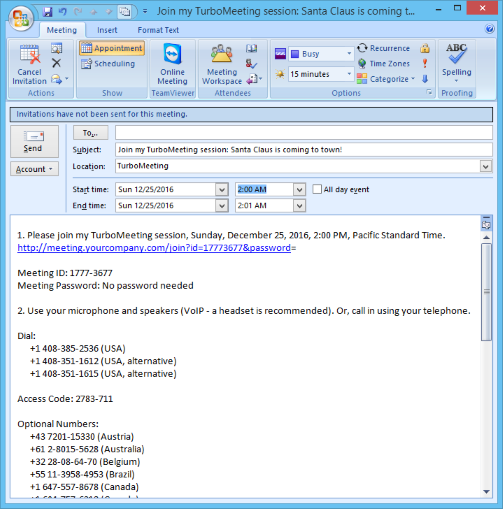 Join my TurboMeeting session: Santa Claus is coming t...
Meeting Insert Format Text
Cancel Invitation
Actions
Appointment
Scheduling
Show
Online Meeting
TeamViewer
Meeting Workspace
Attendees
Busy
15 minutes
Recurrence
Time Zones
Categorize
Options
ABC
Spelling
Proofing
Invitations have not been sent for this meeting.
Send
Account
To...
Subject: Join my TurboMeeting session: Santa Claus is coming to town!
Location: TurboMeeting
Start time: Sun 12/25/2016 2:00 AM All day event
End time: Sun 12/25/2016 2:01 AM
1. Please join my TurboMeeting session, Sunday, December 25, 2016, 2:00 PM, Pacific Standard Time.
http://meeting.yourcompany.com/join?id=17773677&password=
Meeting ID: 1777-3677
Meeting Password: No password needed
2. Use your microphone and speakers (VoIP - a headset is recommended). Or, call in using your telephone.
Dial:
+1 408-385-2536 (USA)
+1 408-351-1612 (USA, alternative)
+1 408-351-1615 (USA, alternative)
Access Code: 2783-711
Optional Numbers:
+43 7201-15330 (Austria)
+61 2-8015-5628 (Australia)
+32 28-08-64-70 (Belgium)
+55 11-3958-4953 (Brazil)
+1 647-557-8678 (Canada)